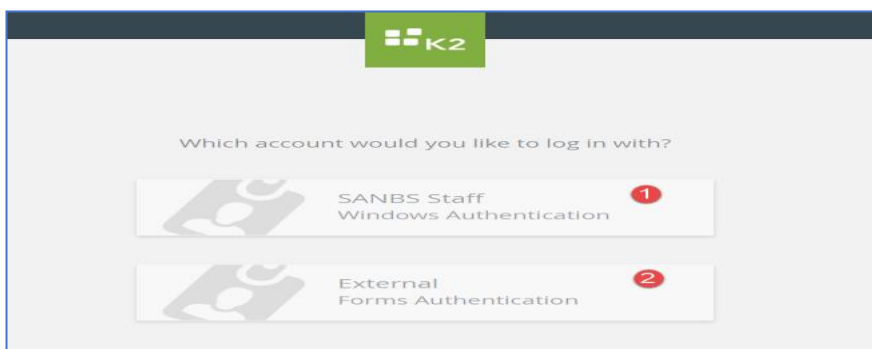 K2
Which account would you like to log in with?
SANBS Staff
1
Windows Authentication
External
2
Forms Authentication